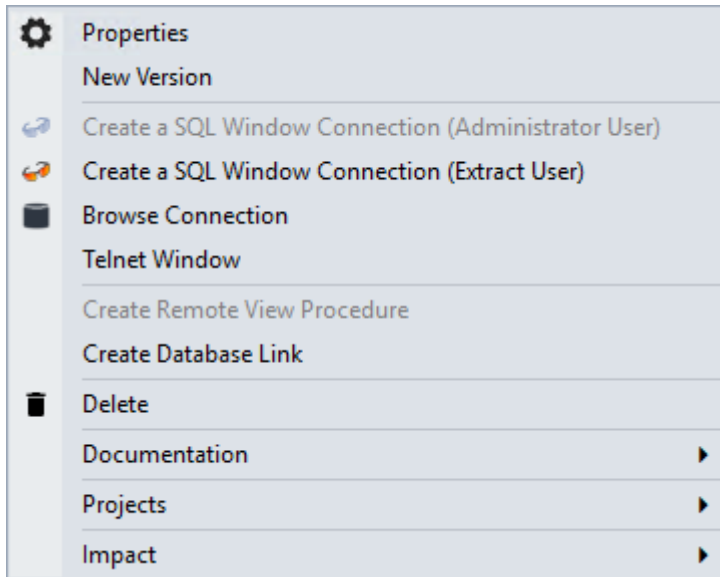 Properties
New Version
Create a SQL Window Connection (Administrator User)
Create a SQL Window Connection (Extract User)
Browse Connection
Telnet Window
Create Remote View Procedure
Create Database Link
Delete
Documentation
Projects
Impact